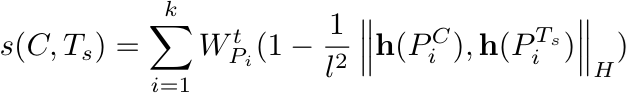 s(C, T_s) = \sum_{i=1}^{k} W_{P_i}^{t} (1 - \frac{1}{l^2} \left\| \mathbf{h}(P_i^C), \mathbf{h}(P_i^{T_s}) \right\|_H)